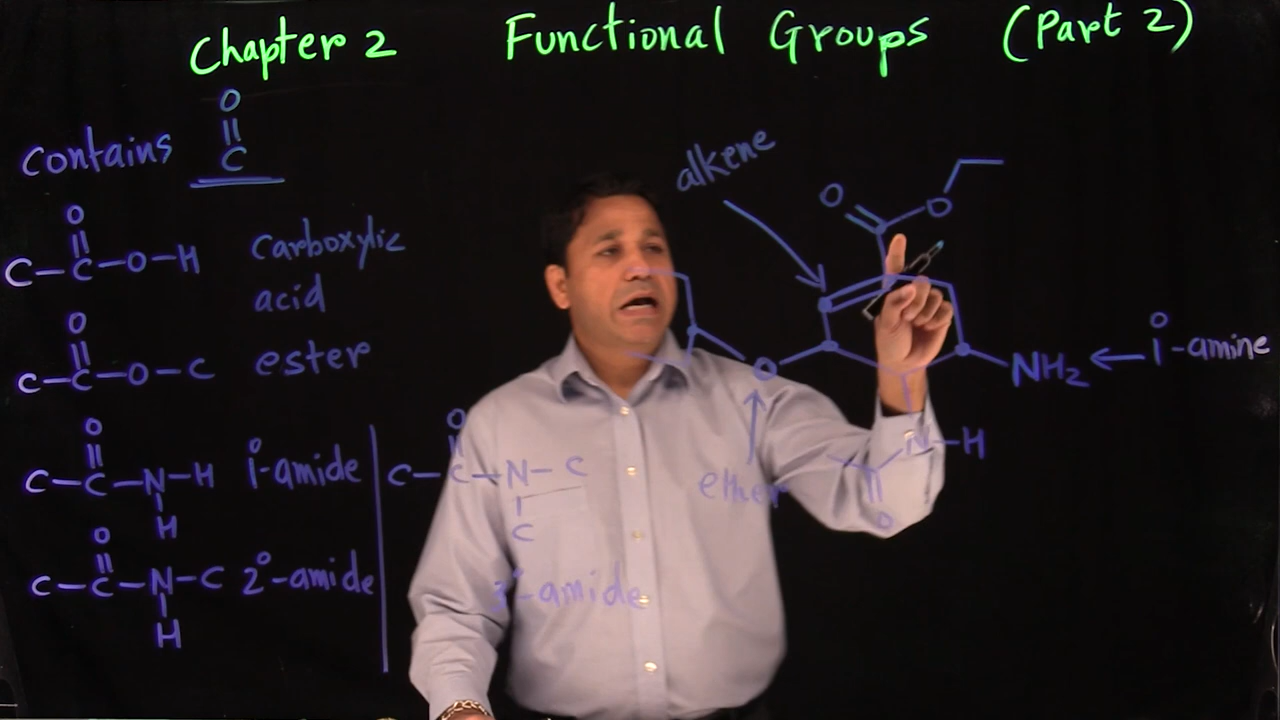 Chapter 2 Functional Groups (Part 2)
contains
O
||
C
O
||
C-C-O-H carboxylic acid
O
||
C-C-O-C ester
O
||
C-C-N-H 1°-amide
|
H
O
||
C-C-N-C 2°-amide
|
H
O
||
C-C-N-C
|
C
3°-amide
alkene
O
O
O
NH2 ← 1°-amine
ether
N-H
O